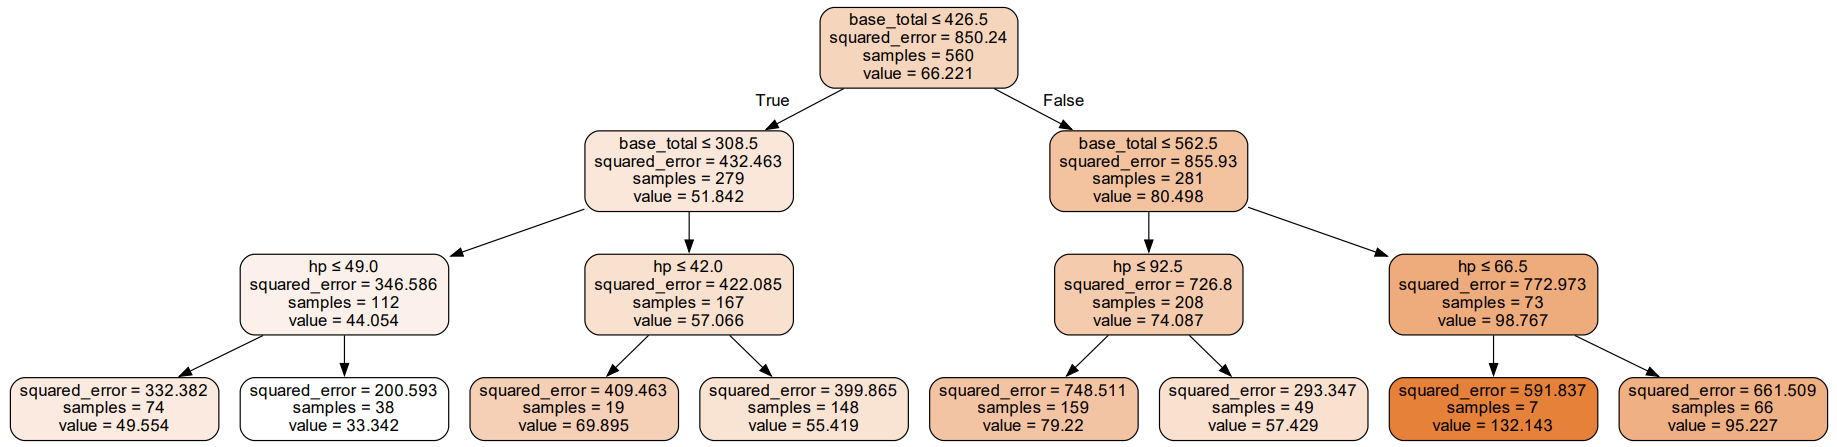 base_total ≤ 426.5
squared_error = 850.24
samples = 560
value = 66.221
True
False
base_total ≤ 308.5
squared_error = 432.463
samples = 279
value = 51.842
base_total ≤ 562.5
squared_error = 855.93
samples = 281
value = 80.498
hp ≤ 49.0
squared_error = 346.586
samples = 112
value = 44.054
hp ≤ 42.0
squared_error = 422.085
samples = 167
value = 57.066
hp ≤ 92.5
squared_error = 726.8
samples = 208
value = 74.087
hp ≤ 66.5
squared_error = 772.973
samples = 73
value = 98.767
squared_error = 332.382
samples = 74
value = 49.554
squared_error = 200.593
samples = 38
value = 33.342
squared_error = 409.463
samples = 19
value = 69.895
squared_error = 399.865
samples = 148
value = 55.419
squared_error = 748.511
samples = 159
value = 79.22
squared_error = 293.347
samples = 49
value = 57.429
squared_error = 591.837
samples = 7
value = 132.143
squared_error = 661.509
samples = 66
value = 95.227